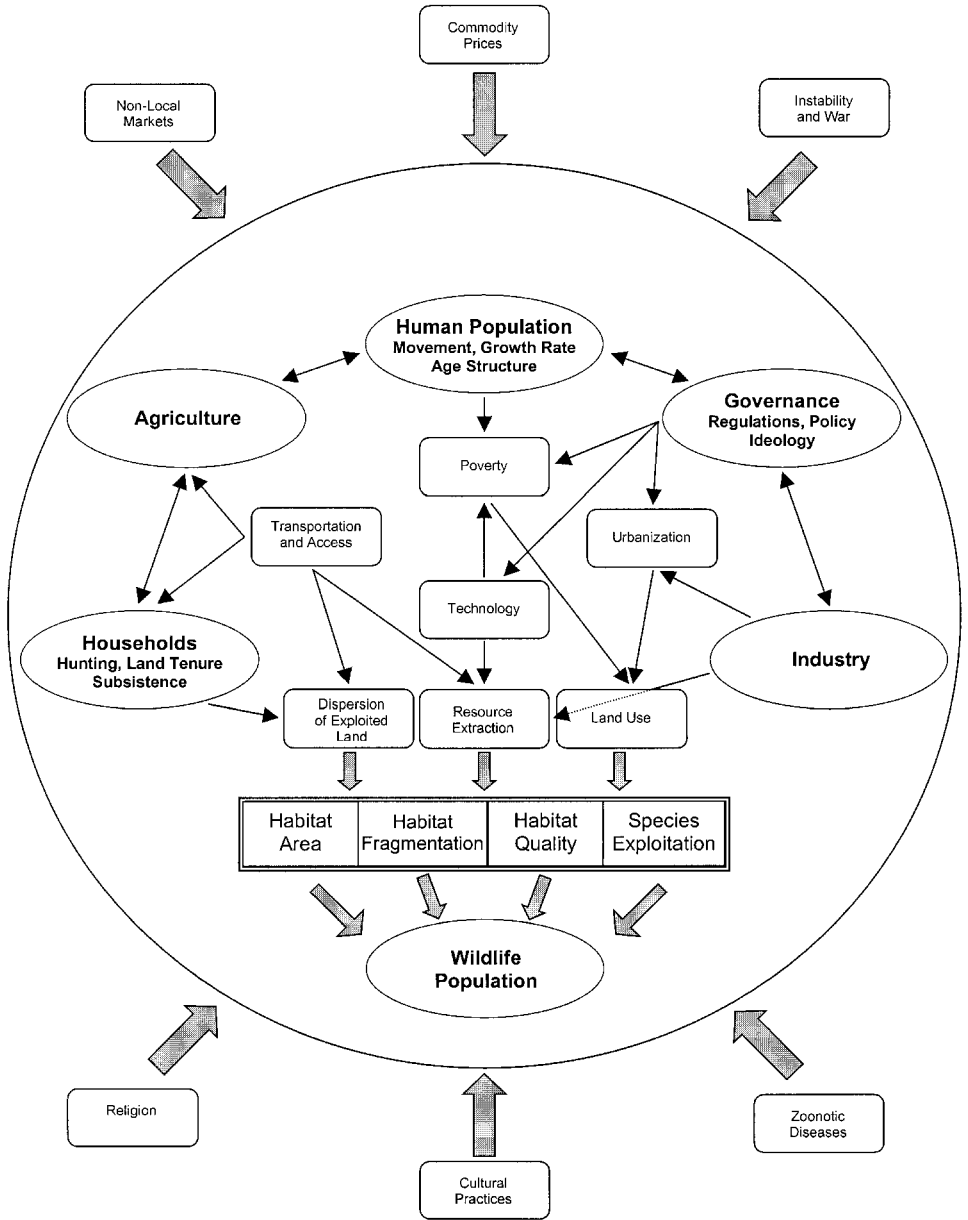 Commodity
Prices
Non-Local
Markets
Instability
and War
Human Population
Movement, Growth Rate
Age Structure
Agriculture
Governance
Regulations, Policy
Ideology
Poverty
Transportation
and Access
Urbanization
Technology
Households
Hunting, Land Tenure
Subsistence
Industry
Dispersion
of Exploited
Land
Resource
Extraction
Land Use
Habitat
Area
Habitat
Fragmentation
Habitat
Quality
Species
Exploitation
Wildlife
Population
Religion
Zoonotic
Diseases
Cultural
Practices